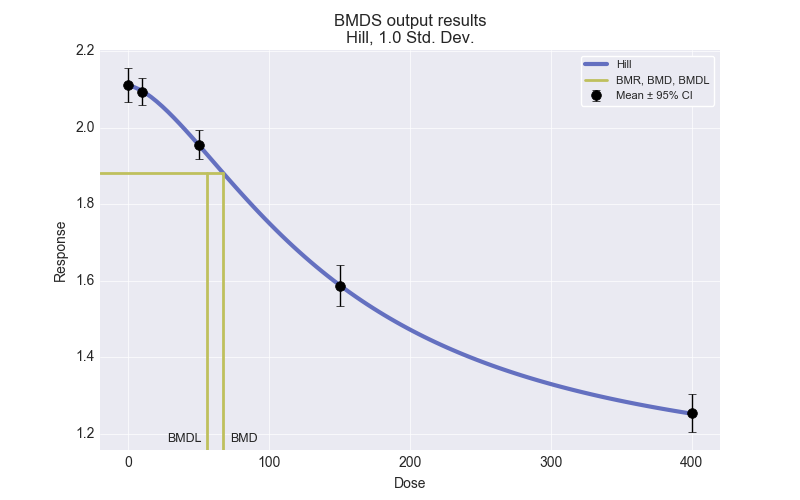 BMDS output results
Hill, 1.0 Std. Dev.
Hill
BMR, BMD, BMDL
Mean ± 95% CI
2.2
2.0
1.8
1.6
1.4
1.2
Response
BMDL
BMD
0
100
200
300
400
Dose